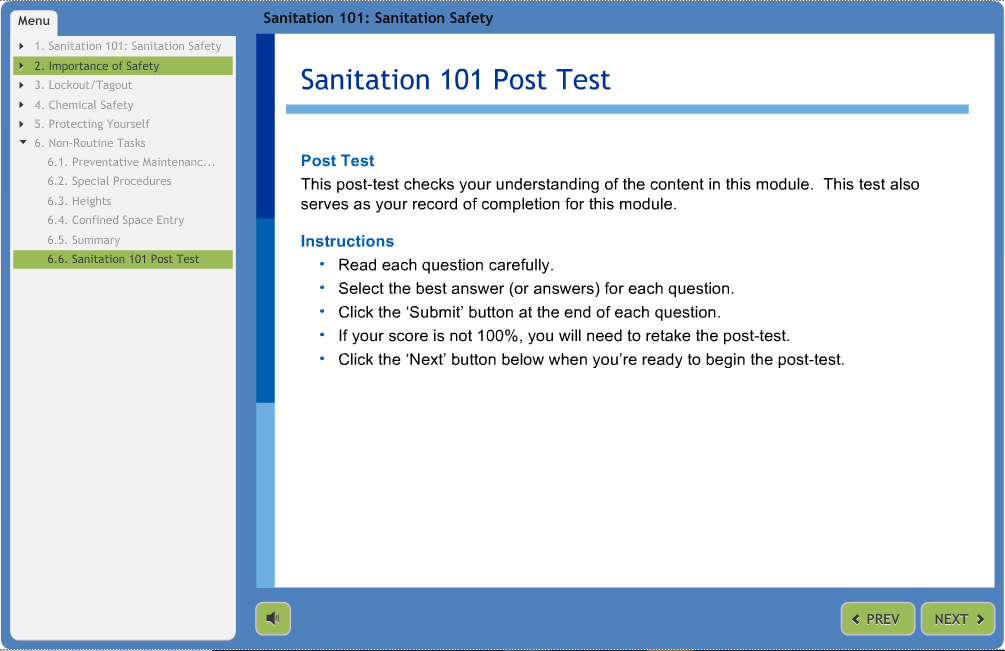 Menu
1. Sanitation 101: Sanitation Safety
2. Importance of Safety
3. Lockout/Tagout
4. Chemical Safety
5. Protecting Yourself
6. Non-Routine Tasks
6.1. Preventative Maintenanc...
6.2. Special Procedures
6.3. Heights
6.4. Confined Space Entry
6.5. Summary
6.6. Sanitation 101 Post Test
Sanitation 101: Sanitation Safety
Sanitation 101 Post Test
Post Test
This post-test checks your understanding of the content in this module.  This test also
serves as your record of completion for this module.
Instructions
• Read each question carefully.
• Select the best answer (or answers) for each question.
• Click the ‘Submit’ button at the end of each question.
• If your score is not 100%, you will need to retake the post-test.
• Click the ‘Next’ button below when you’re ready to begin the post-test.
PREV
NEXT